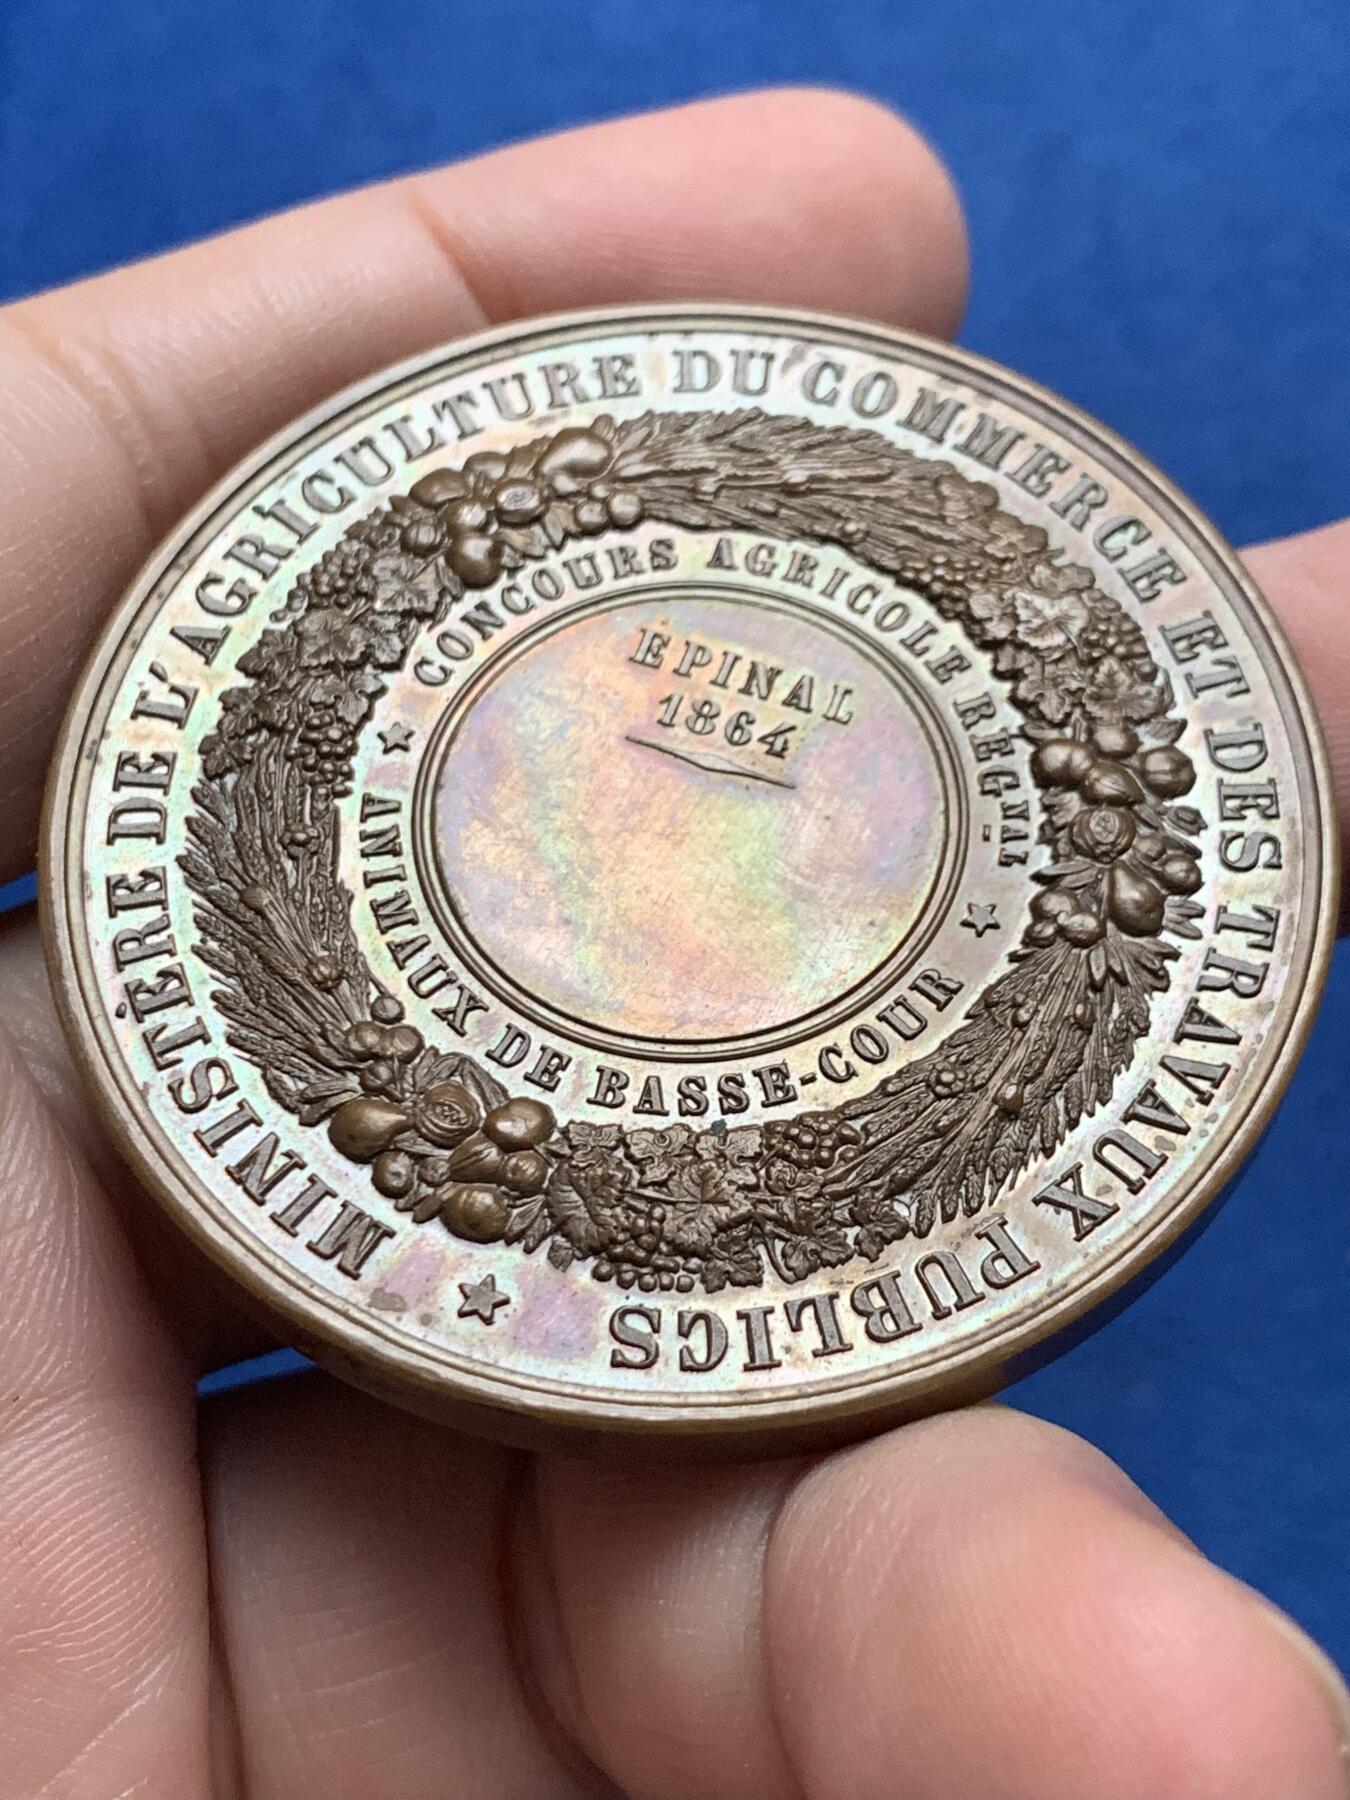 MINISTÈRE DE L'AGRICULTURE DU COMMERCE ET DES TRAVAUX PUBLICS
CONCOURS AGRICOLE RÉGNAL
ANIMAUX DE BASSE-COUR
EPINAL
1864